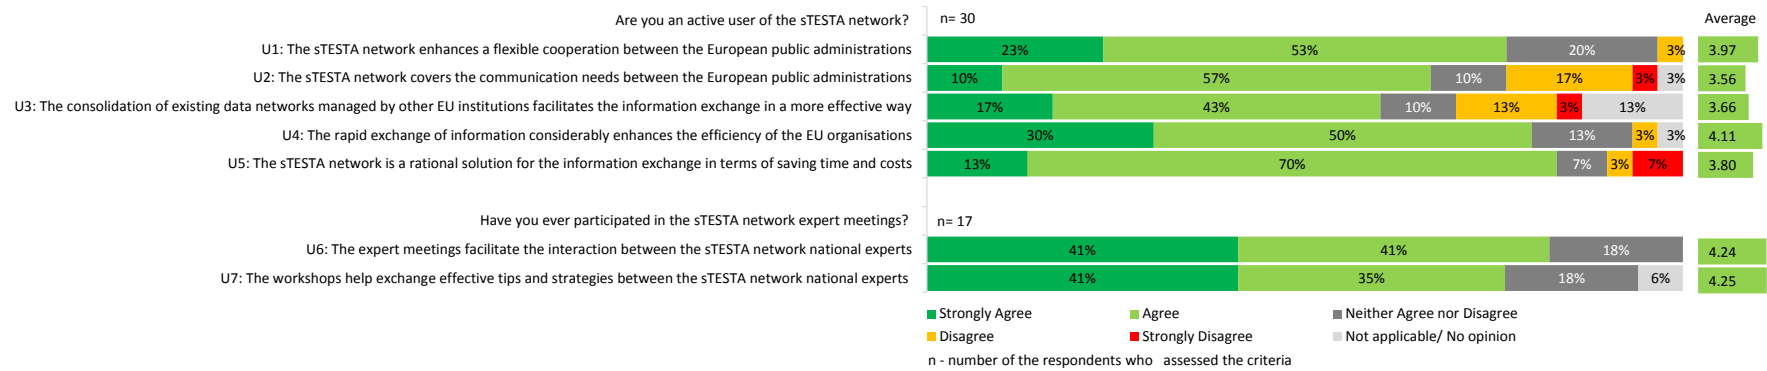 Are you an active user of the sTESTA network? n= 30 Average
U1: The sTESTA network enhances a flexible cooperation between the European public administrations 23% 53% 20% 3% 3.97
U2: The sTESTA network covers the communication needs between the European public administrations 10% 57% 10% 17% 3% 3% 3.56
U3: The consolidation of existing data networks managed by other EU institutions facilitates the information exchange in a more effective way 17% 43% 10% 13% 3% 13% 3.66
U4: The rapid exchange of information considerably enhances the efficiency of the EU organisations 30% 50% 13% 3% 3% 4.11
U5: The sTESTA network is a rational solution for the information exchange in terms of saving time and costs 13% 70% 7% 3% 7% 3.80
Have you ever participated in the sTESTA network expert meetings? n= 17
U6: The expert meetings facilitate the interaction between the sTESTA network national experts 41% 41% 18% 4.24
U7: The workshops help exchange effective tips and strategies between the sTESTA network national experts 41% 35% 18% 6% 4.25
Strongly Agree Agree Neither Agree nor Disagree
Disagree Strongly Disagree Not applicable/ No opinion
n - number of the respondents who assessed the criteria